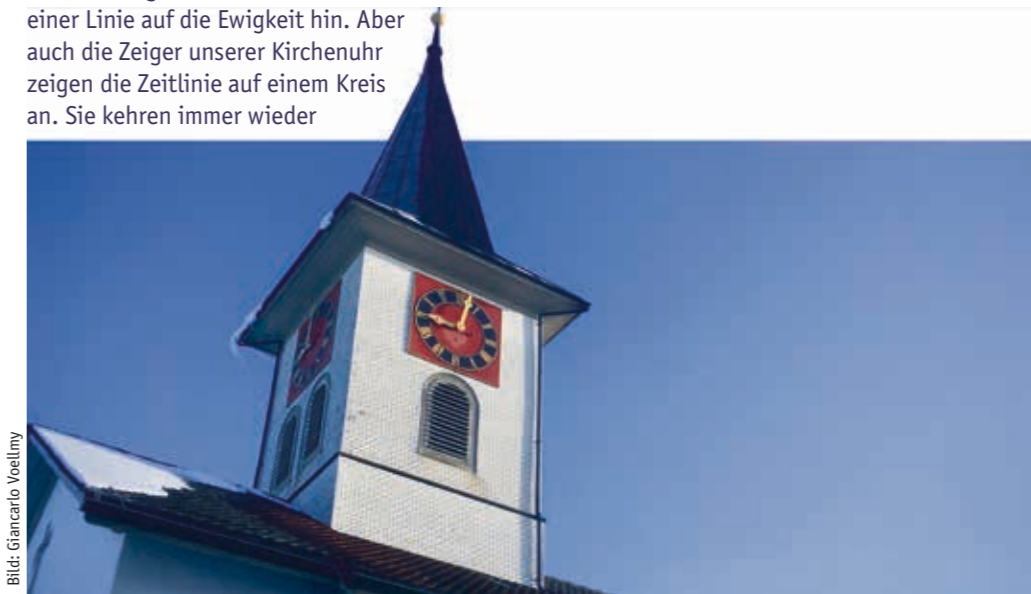 einer Linie auf die Ewigkeit hin. Aber
auch die Zeiger unserer Kirchenuhr
zeigen die Zeitlinie auf einem Kreis
an. Sie kehren immer wieder
Bild: Giancarlo Voellmy